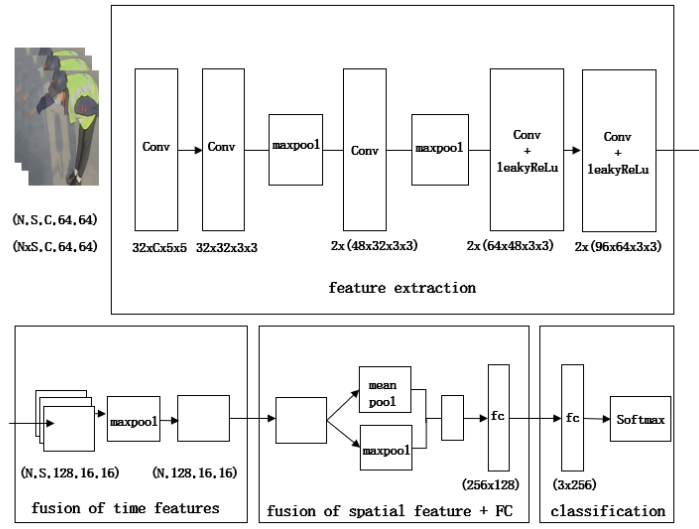 Conv
Conv
maxpool
Conv
maxpool
Conv
+
leakyReLu
Conv
+
leakyReLu
(N,S,C,64,64)
(NxS,C,64,64)
32xCx5x5
32x32x3x3
2x(48x32x3x3)
2x(64x48x3x3)
2x(96x64x3x3)
feature extraction
maxpool
(N,S,128,16,16)
(N,128,16,16)
fusion of time features
mean
pool
maxpool
fc
(256x128)
fusion of spatial feature + FC
fc
Softmax
(3x256)
classification